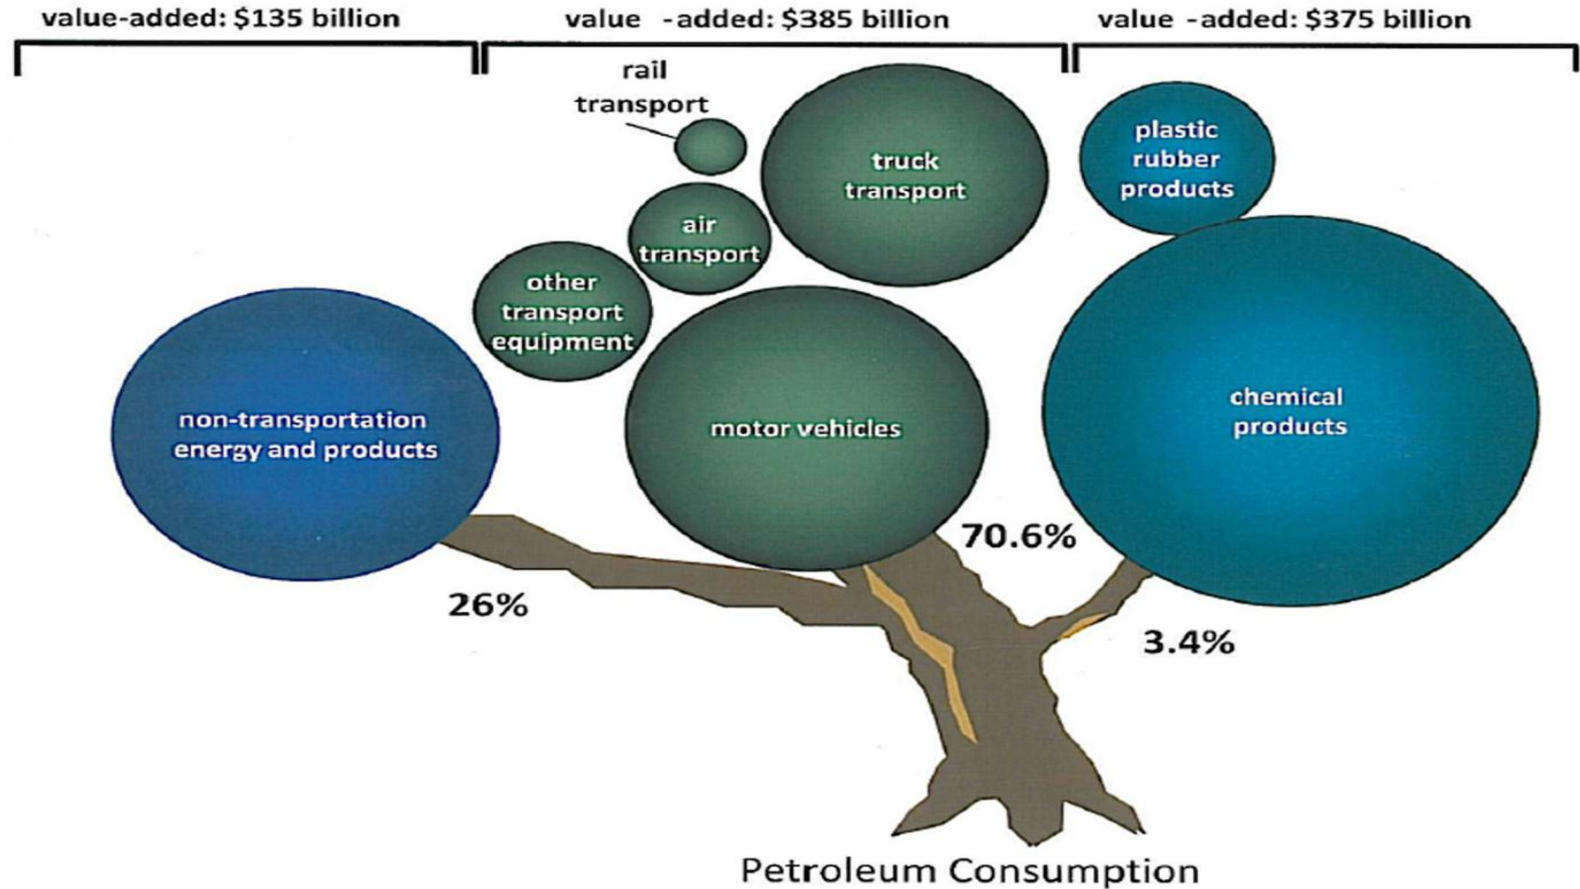 value-added: $135 billion
value -added: $385 billion
value -added: $375 billion
rail
transport
truck
transport
plastic
rubber
products
air
transport
other
transport
equipment
non-transportation
energy and products
motor vehicles
chemical
products
70.6%
26%
3.4%
Petroleum Consumption